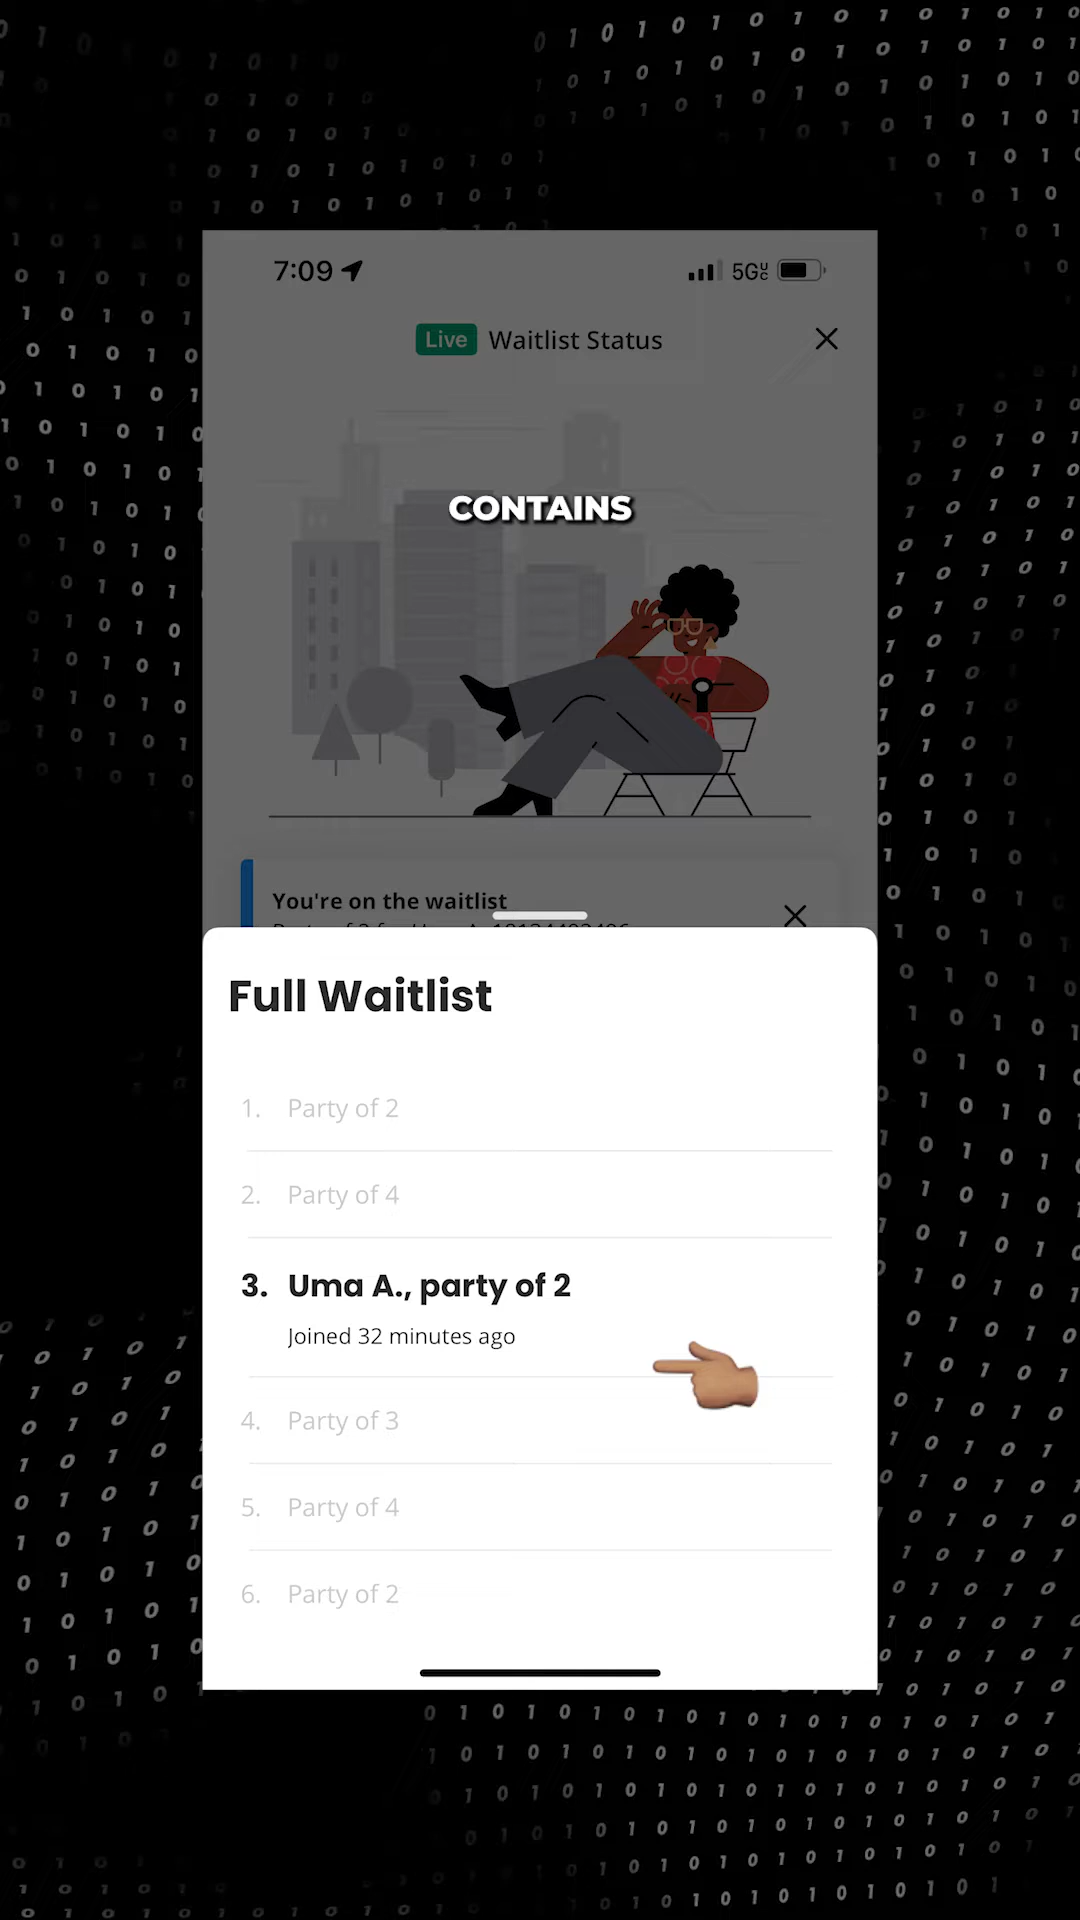 7:09
5G UC
Live Waitlist Status
CONTAINS
You're on the waitlist
Full Waitlist
1. Party of 2
2. Party of 4
3. Uma A., party of 2
Joined 32 minutes ago
4. Party of 3
5. Party of 4
6. Party of 2